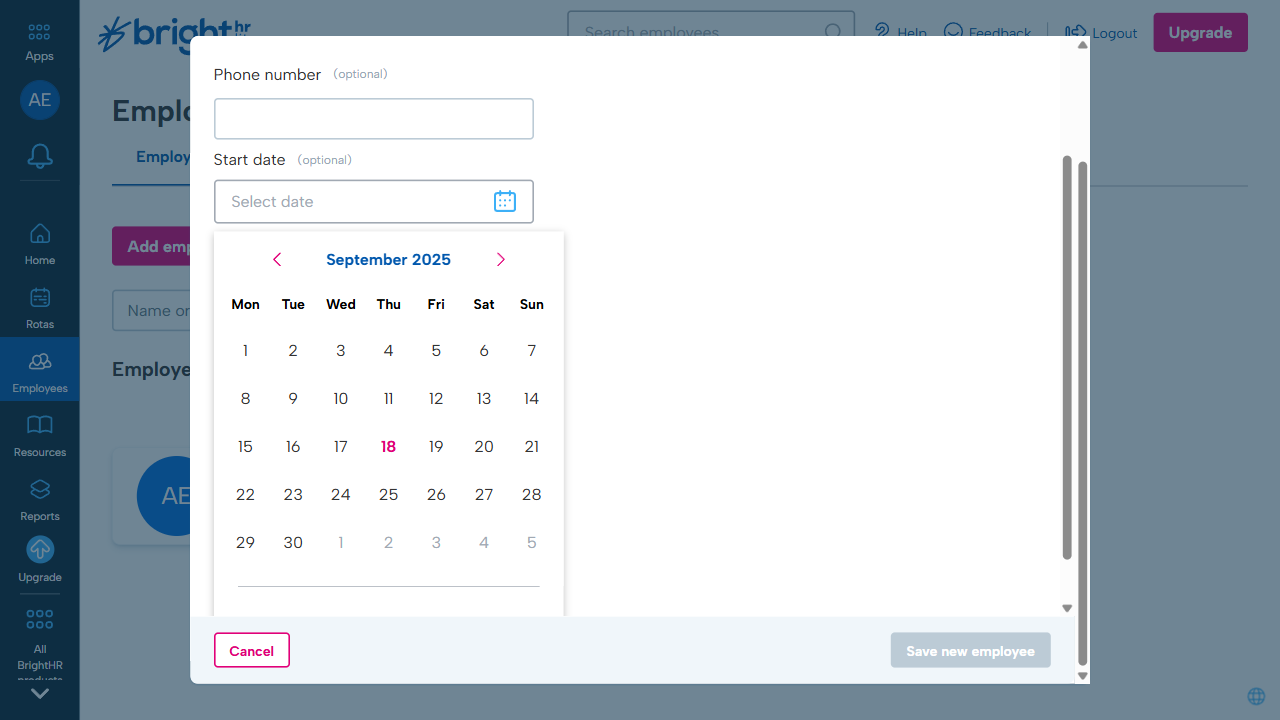 Apps
AE
Home
Rotas
Employees
Resources
Reports
Upgrade
All
BrightHR
products
brighthr
Search employees
Help
Feedback
Logout
Upgrade
Emplo
Employ
Add emp
Name or
Employe
AE
Phone number (optional)
Start date (optional)
Select date
September 2025
Mon Tue Wed Thu Fri Sat Sun
1 2 3 4 5 6 7
8 9 10 11 12 13 14
15 16 17 18 19 20 21
22 23 24 25 26 27 28
29 30 1 2 3 4 5
Cancel
Save new employee